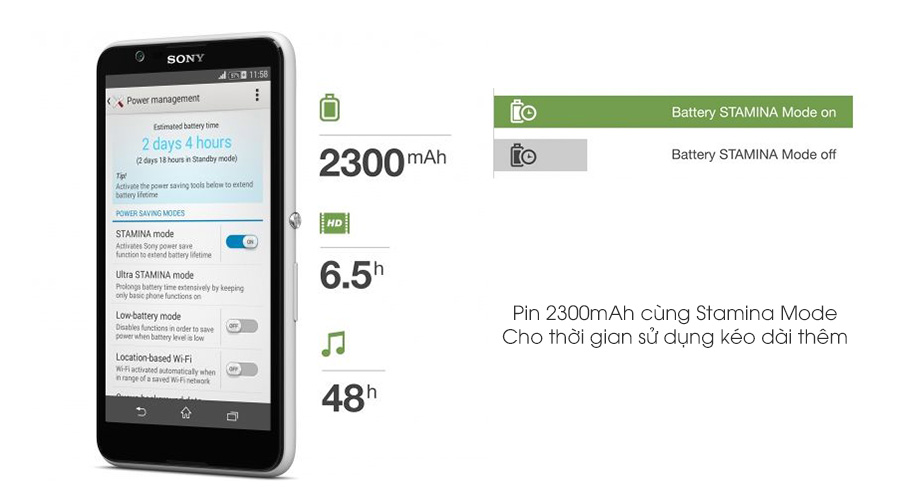 SONY
97% 11:58
Power management
Estimated battery time
2 days 4 hours
(2 days 18 hours in Standby mode)
Tip!
Activate the power saving tools below to extend
battery lifetime
POWER SAVING MODES
STAMINA mode
Activates Sony power save
function to extend battery lifetime
ON
Ultra STAMINA mode
Prolongs battery time extensively by keeping
only basic phone functions on
Low-battery mode
Disables functions in order to save
power when battery level is low
OFF
Location-based Wi-Fi
Wi-Fi activated automatically when
in range of a saved Wi-Fi network
OFF
2300mAh
HD
6.5h
48h
Battery STAMINA Mode on
Battery STAMINA Mode off
Pin 2300mAh cùng Stamina Mode
Cho thời gian sử dụng kéo dài thêm